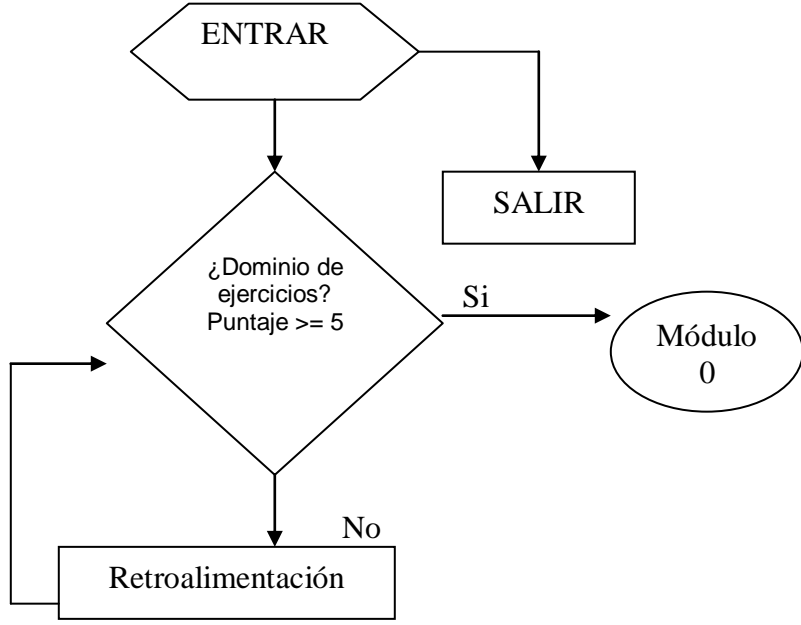 ENTRAR
SALIR
¿Dominio de
ejercicios?
Puntaje >= 5
Si
Módulo
0
No
Retroalimentación